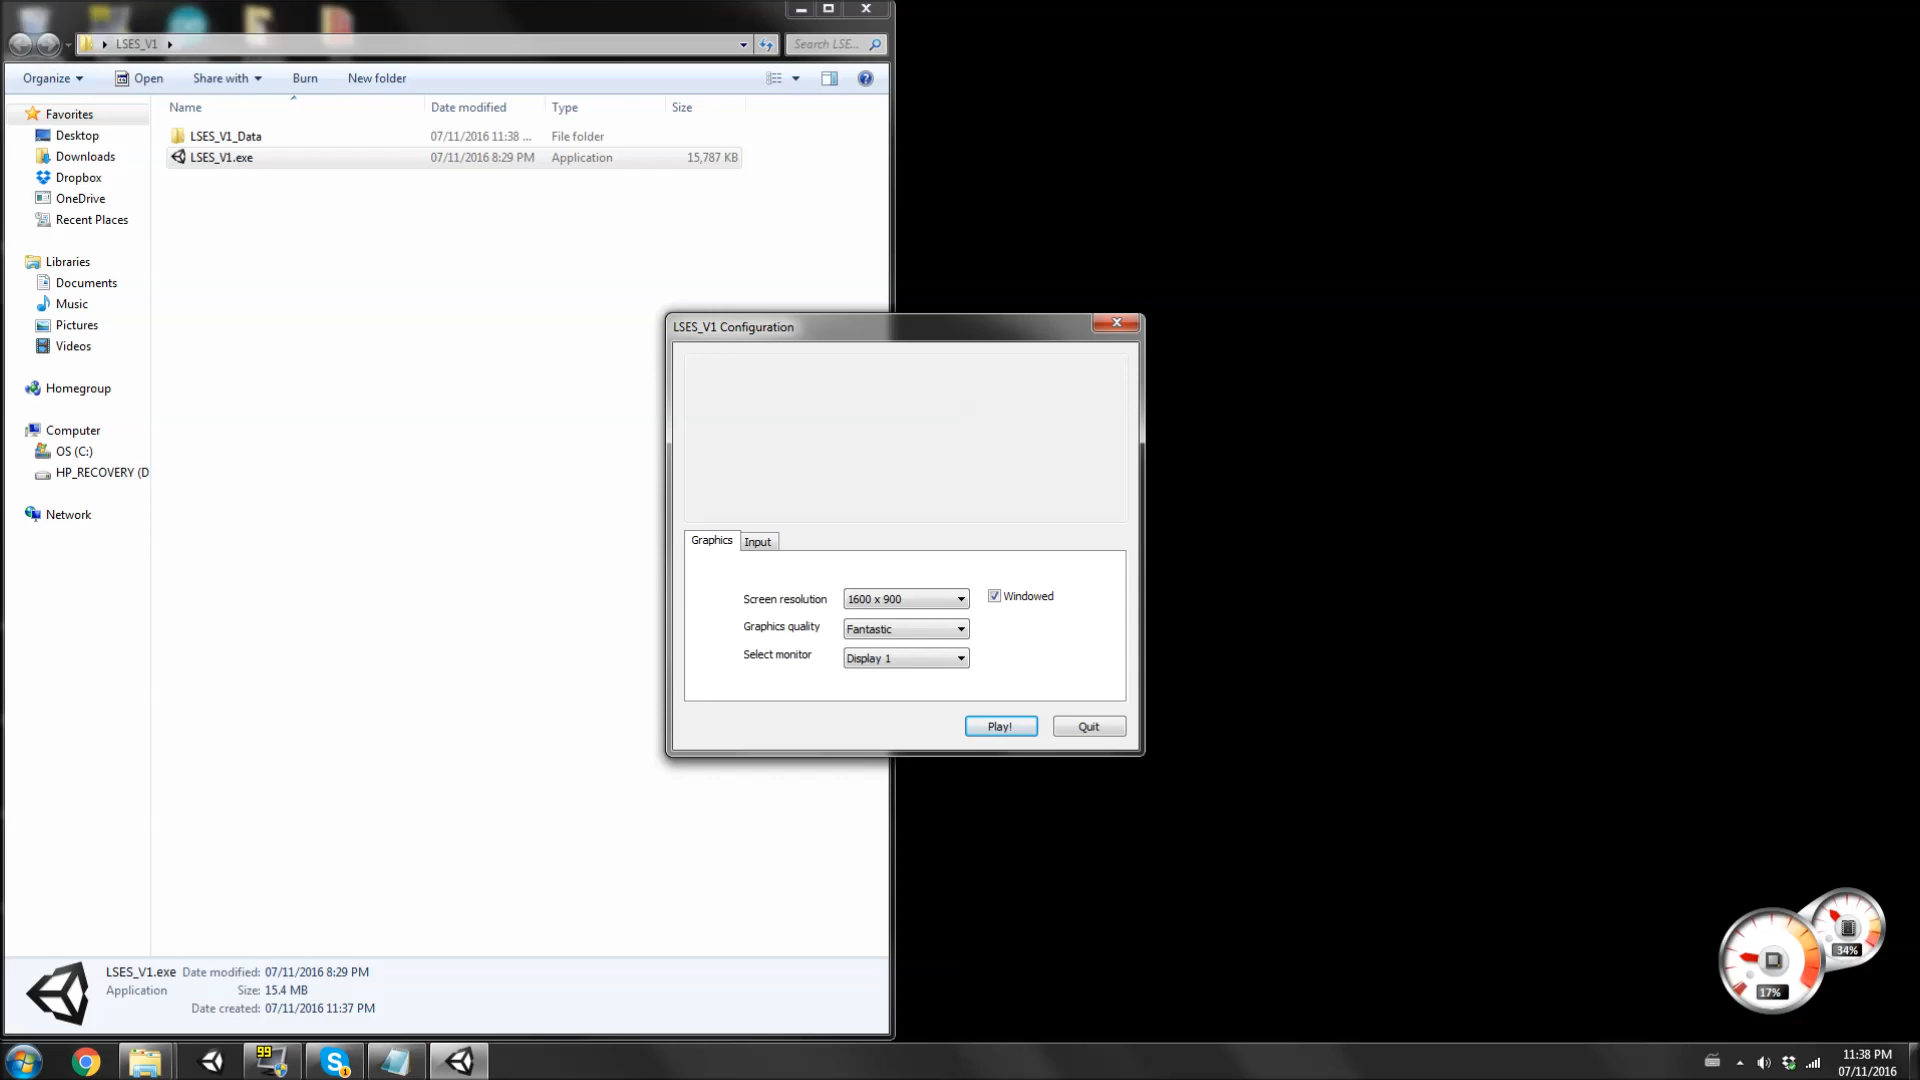 LSES_V1
Search LSE...
Organize
Open
Share with
Burn
New folder
Name
Date modified
Type
Size
Favorites
Desktop
Downloads
Dropbox
OneDrive
Recent Places
Libraries
Documents
Music
Pictures
Videos
Homegroup
Computer
OS (C:)
HP_RECOVERY (D
Network
LSES_V1_Data
07/11/2016 11:38 ...
File folder
LSES_V1.exe
07/11/2016 8:29 PM
Application
15,787 KB
LSES_V1 Configuration
Graphics
Input
Screen resolution
1600 x 900
Windowed
Graphics quality
Fantastic
Select monitor
Display 1
Play!
Quit
34%
17%
LSES_V1.exe Date modified: 07/11/2016 8:29 PM
Application
Size: 15.4 MB
Date created: 07/11/2016 11:37 PM
99
1
11:38 PM
07/11/2016